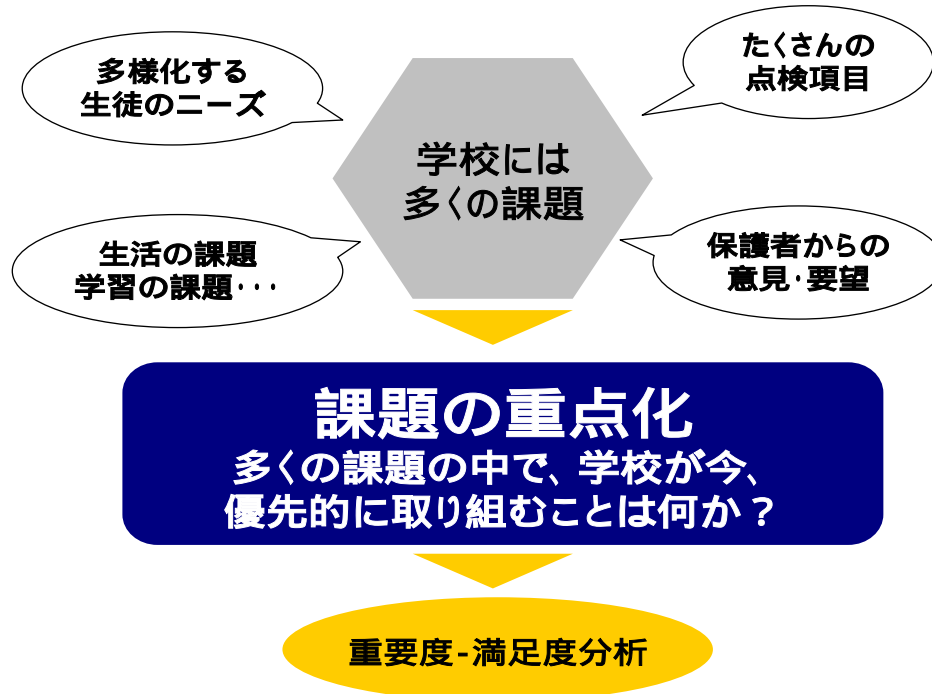 多様化する
生徒のニーズ
たくさんの
点検項目
学校には
多くの課題
生活の課題
学習の課題･･･
保護者からの
意見･要望
課題の重点化
多くの課題の中で、学校が今、
優先的に取り組むことは何か？
重要度-満足度分析